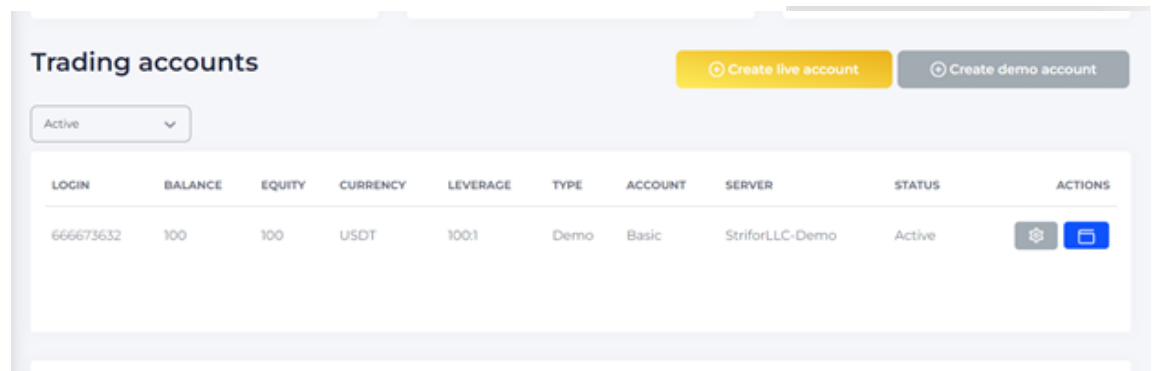 Trading accounts
Create live account
Create demo account
Active
LOGIN BALANCE EQUITY CURRENCY LEVERAGE TYPE ACCOUNT SERVER STATUS ACTIONS
666673632 100 100 USDT 100:1 Demo Basic StriforLLC-Demo Active